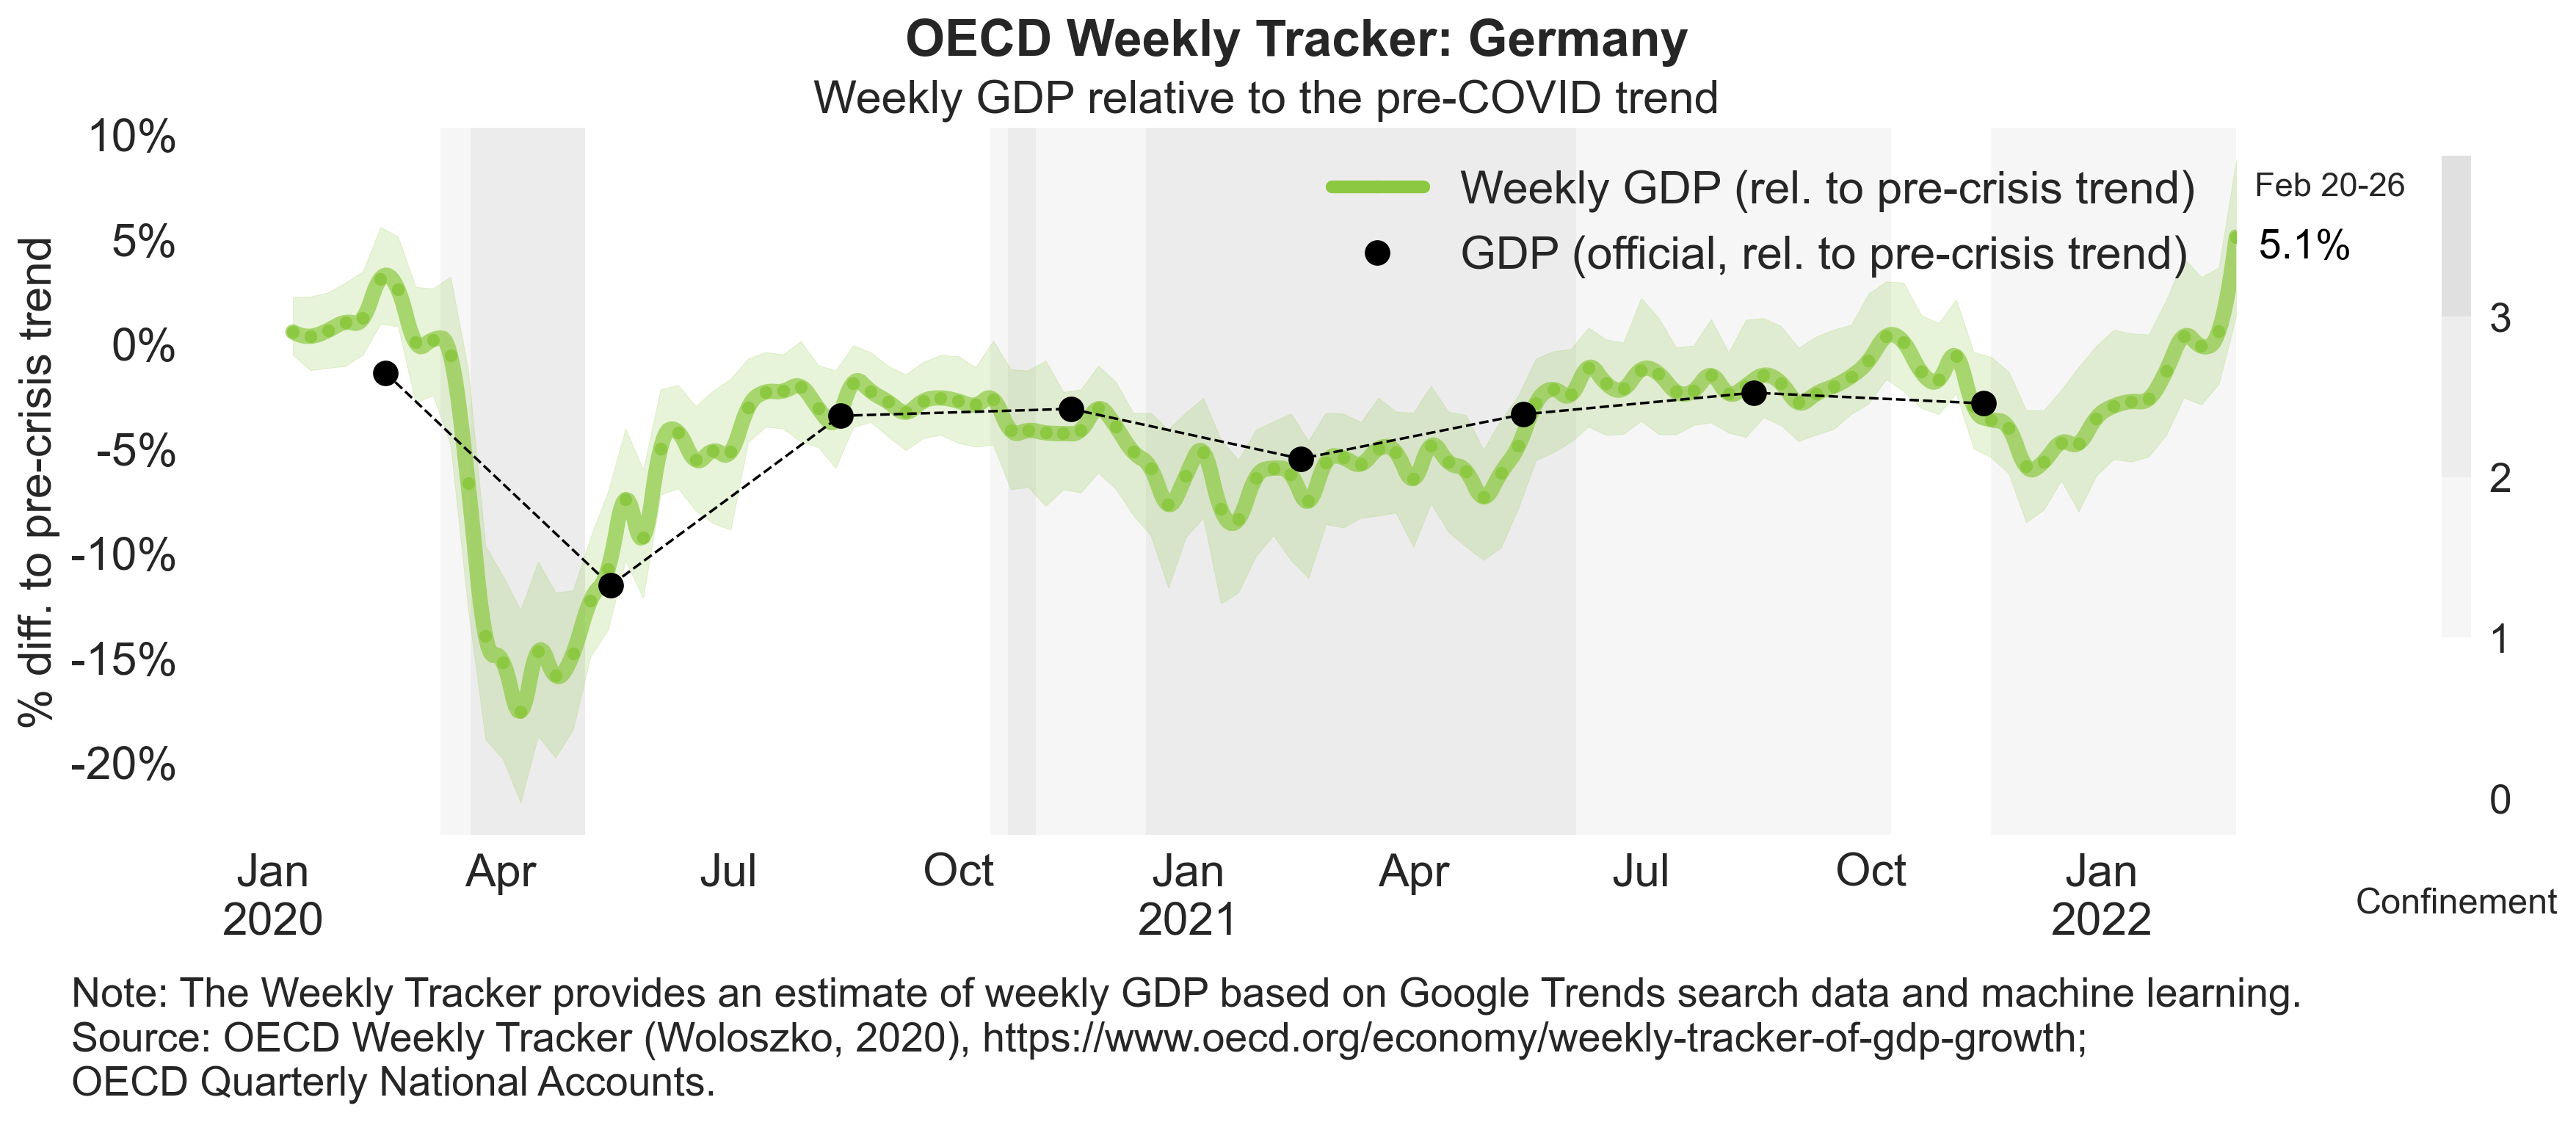 OECD Weekly Tracker: Germany
Weekly GDP relative to the pre-COVID trend
% diff. to pre-crisis trend
10%
5%
0%
-5%
-10%
-15%
-20%
Weekly GDP (rel. to pre-crisis trend)
GDP (official, rel. to pre-crisis trend)
Feb 20-26
5.1%
3
2
1
0
Confinement
Jan Apr Jul Oct Jan Apr Jul Oct Jan
2020 2021 2022
Note: The Weekly Tracker provides an estimate of weekly GDP based on Google Trends search data and machine learning.
Source: OECD Weekly Tracker (Woloszko, 2020), https://www.oecd.org/economy/weekly-tracker-of-gdp-growth;
OECD Quarterly National Accounts.